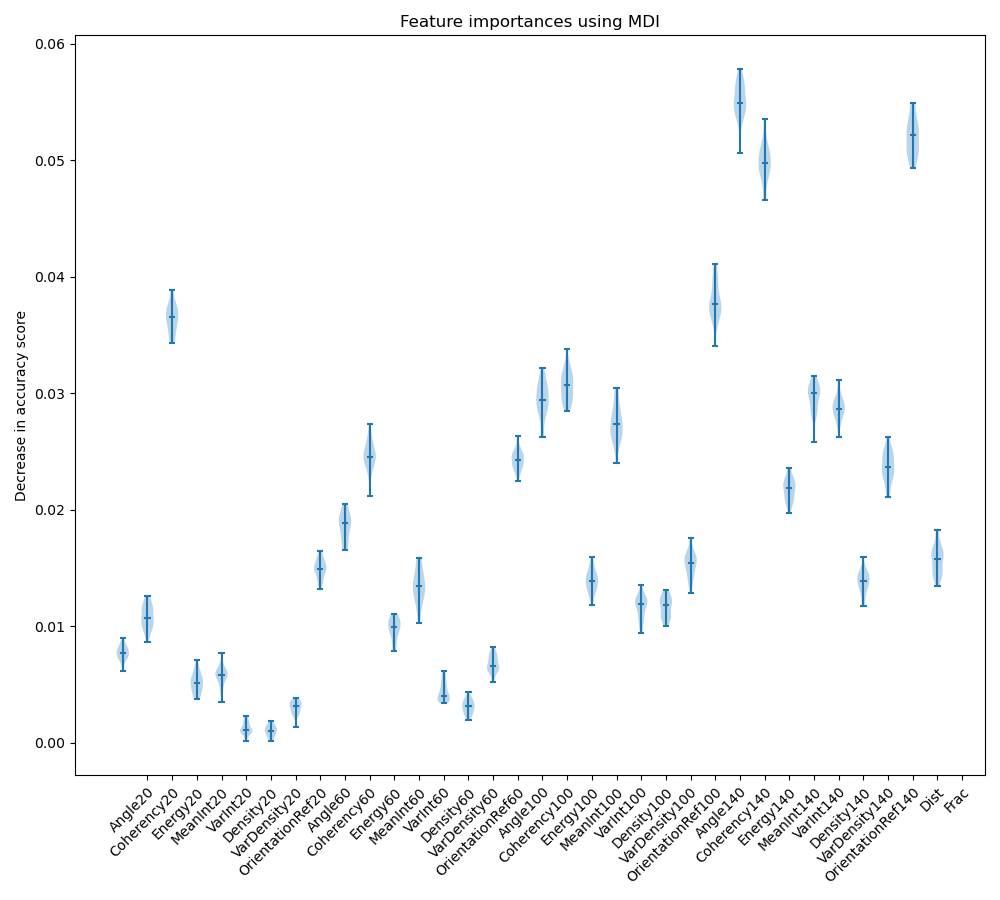 Feature importances using MDI
Decrease in accuracy score
0.06
0.05
0.04
0.03
0.02
0.01
0.00
Angle20
Coherency20
Energy20
MeanInt20
VarInt20
Density20
VarDensity20
OrientationRef20
Angle60
Coherency60
Energy60
MeanInt60
VarInt60
Density60
VarDensity60
OrientationRef60
Angle100
Coherency100
Energy100
MeanInt100
VarInt100
Density100
VarDensity100
OrientationRef100
Angle140
Coherency140
Energy140
MeanInt140
VarInt140
Density140
VarDensity140
OrientationRef140
Dist
Frac